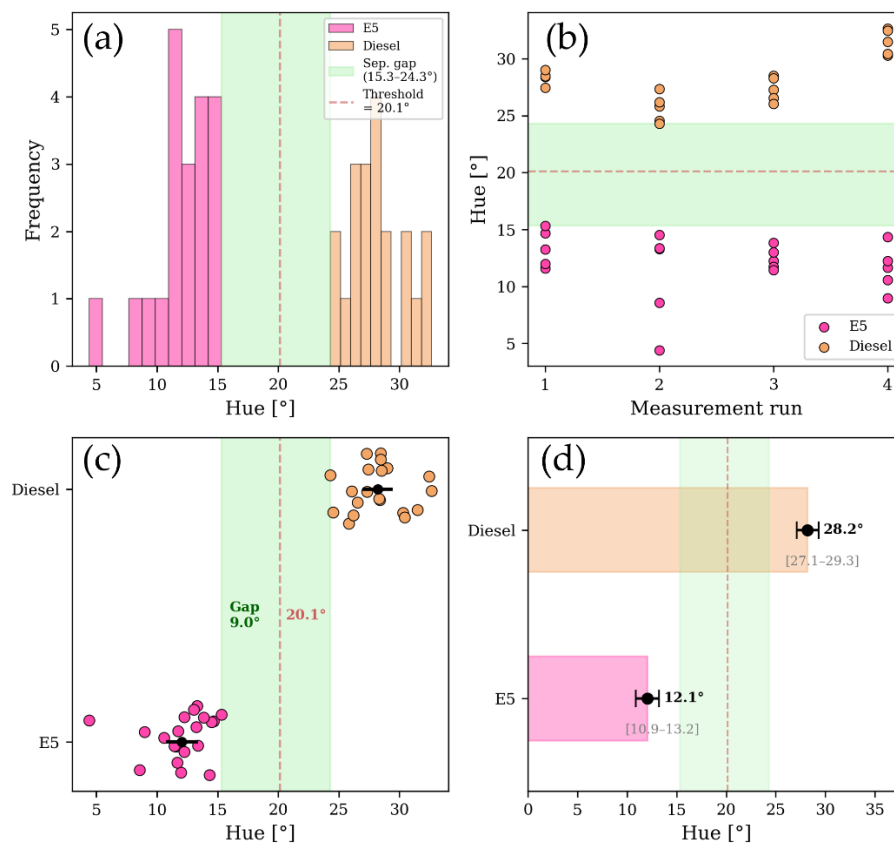 (a)
E5
Diesel
Sep. gap
(15.3–24.3°)
Threshold
= 20.1°
Frequency
5
4
3
2
1
0
5 10 15 20 25 30
Hue [°]
(b)
Hue [°]
30
25
20
15
10
5
E5
Diesel
1 2 3 4
Measurement run
(c)
Diesel
Gap
9.0°
20.1°
E5
5 10 15 20 25 30
Hue [°]
(d)
Diesel
28.2°
[27.1–29.3]
E5
12.1°
[10.9–13.2]
0 5 10 15 20 25 30 35
Hue [°]